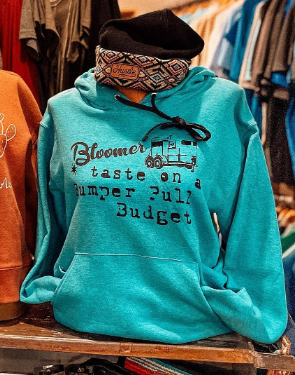 Bloomer
taste on a
Bumper Pull
Budget